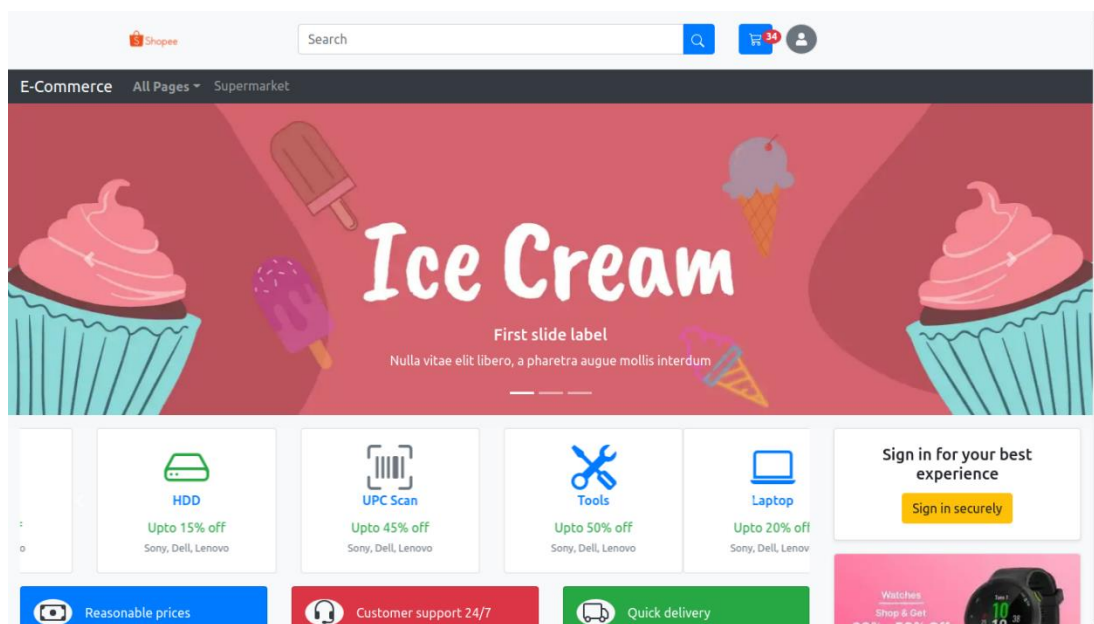 Shopee
Search
34
E-Commerce All Pages Supermarket
Ice Cream
First slide label
Nulla vitae elit libero, a pharetra augue mollis interdum
HDD
Upto 15% off
Sony, Dell, Lenovo
UPC Scan
Upto 45% off
Sony, Dell, Lenovo
Tools
Upto 50% off
Sony, Dell, Lenovo
Laptop
Upto 20% off
Sony, Dell, Lenov
Sign in for your best
experience
Sign in securely
Reasonable prices
Customer support 24/7
Quick delivery
Watches
Shop & Get
10